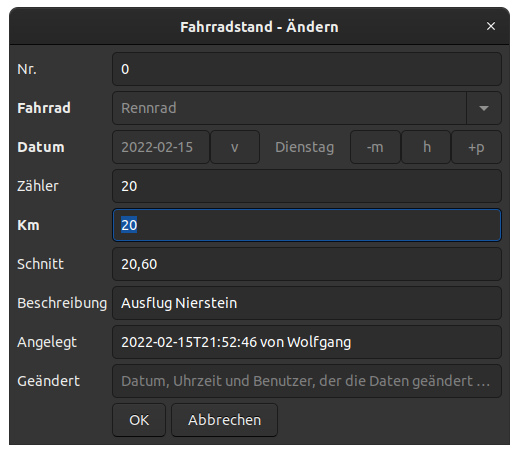 Fahrradstand - Ändern ×
Nr. 0
Fahrrad Rennrad
Datum 2022-02-15 v Dienstag -m h +p
Zähler 20
Km 20
Schnitt 20,60
Beschreibung Ausflug Nierstein
Angelegt 2022-02-15T21:52:46 von Wolfgang
Geändert Datum, Uhrzeit und Benutzer, der die Daten geändert ...
OK Abbrechen